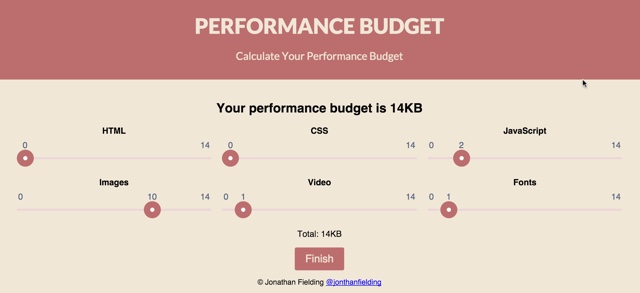 PERFORMANCE BUDGET
Calculate Your Performance Budget
Your performance budget is 14KB
HTML CSS JavaScript
0 14 0 14 0 2 14
Images Video Fonts
0 10 14 0 1 14 0 1 14
Total: 14KB
Finish
© Jonathan Fielding @jonthanfielding